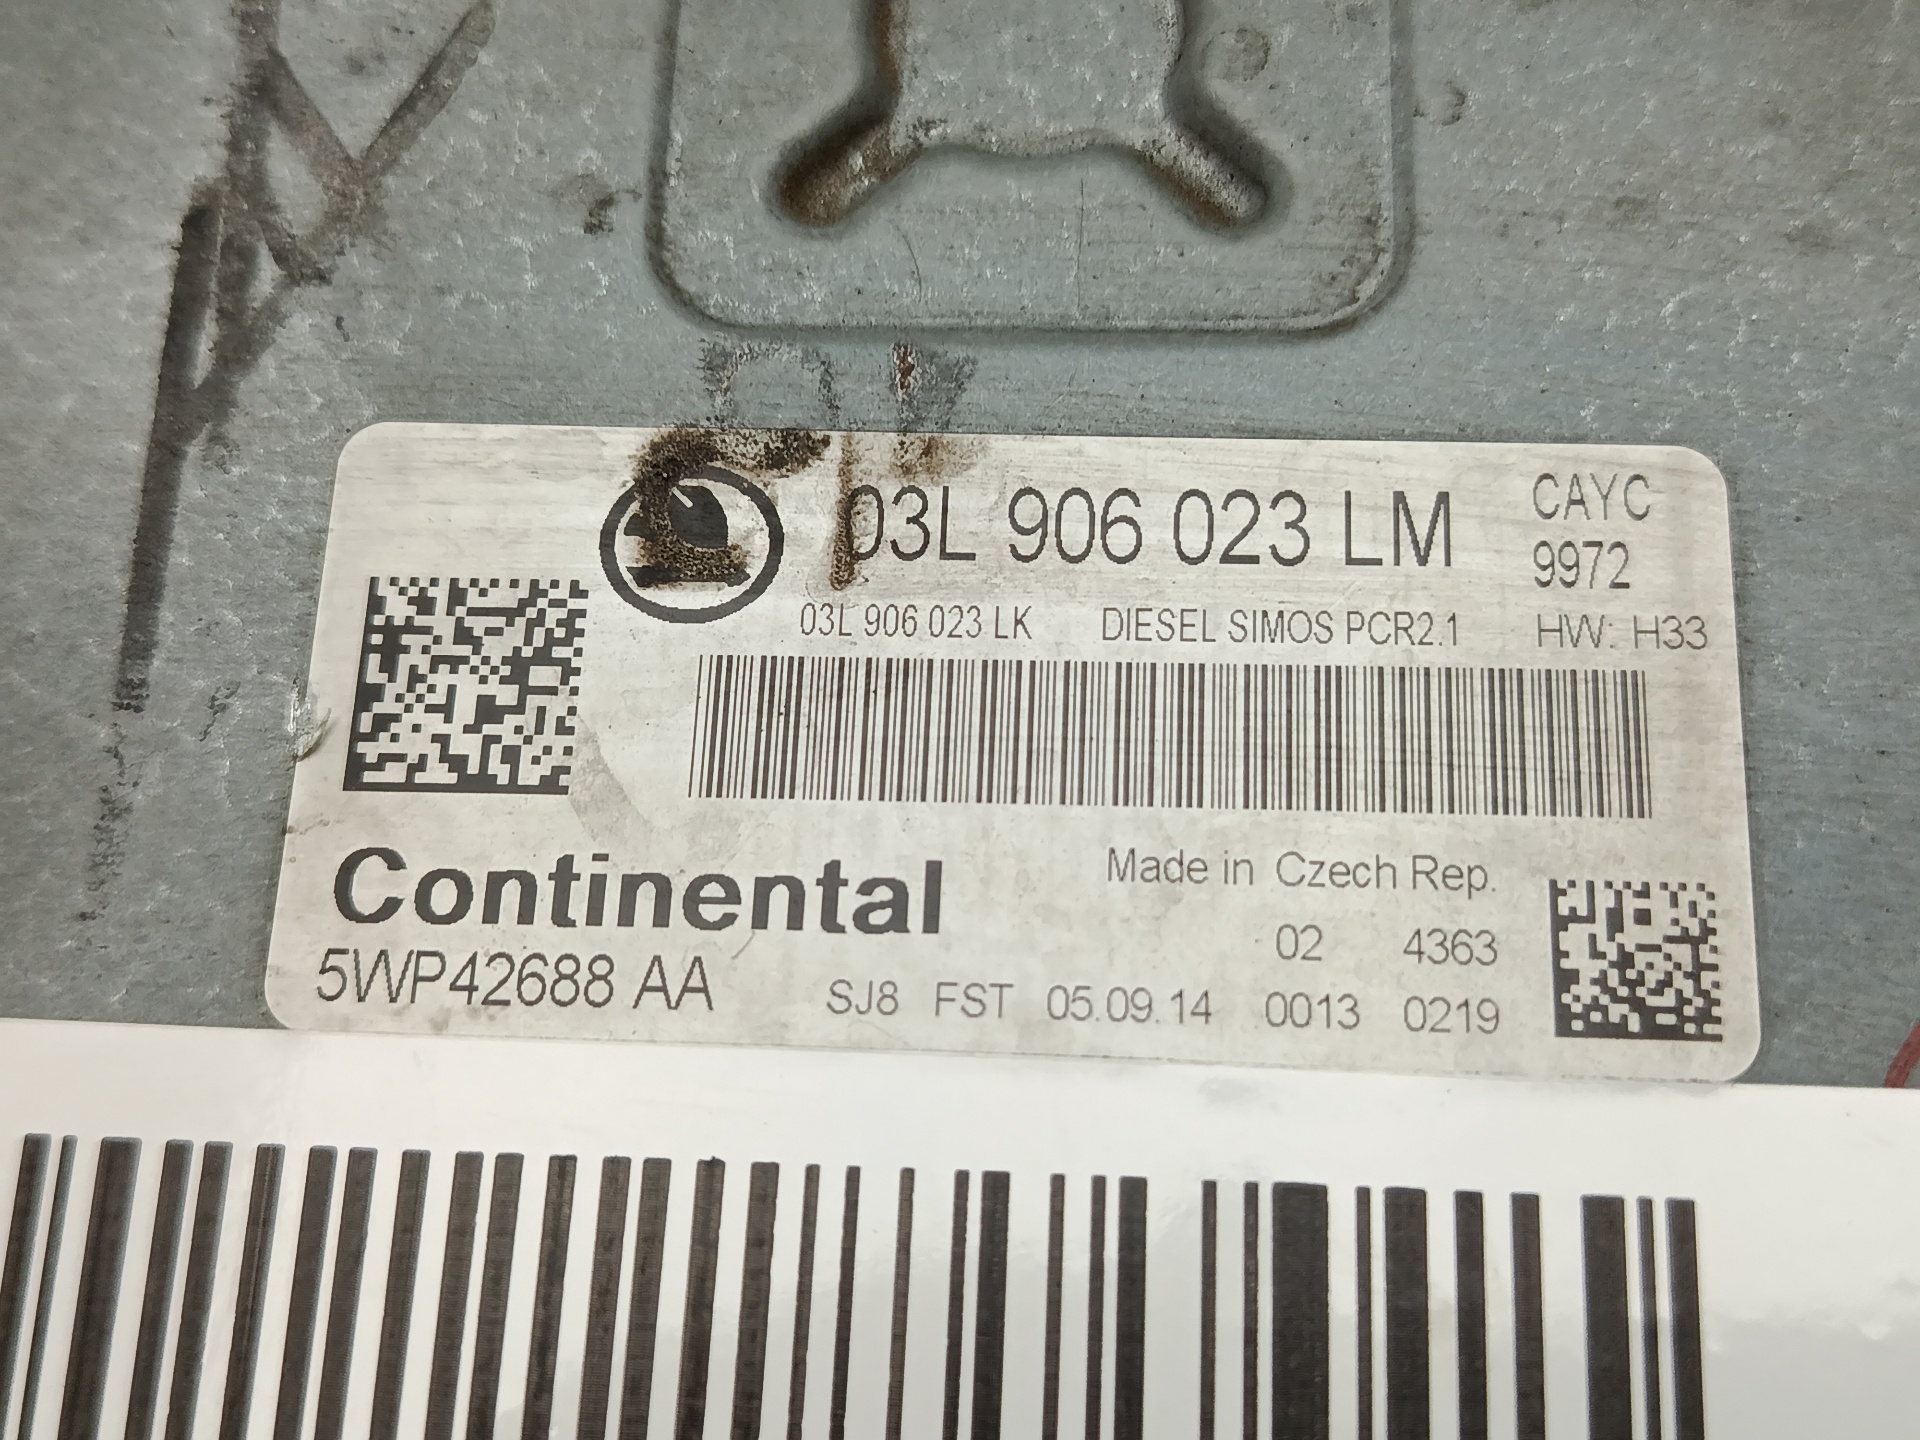 03L 906 023 LM CAYC
9972
03L 906 023 LK DIESEL SIMOS PCR2.1 HW: H33
Continental Made in Czech Rep.
02 4363
5WP42688 AA SJ8 FST 05.09.14 0013 0219